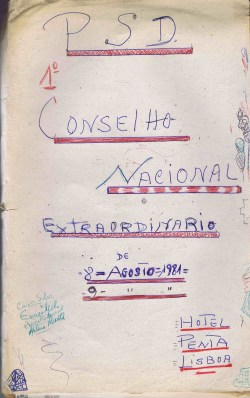 PSD
1º
CONSELHO
NACIONAL
EXTRAORDINARIO
DE
8=AGOSTO=1981=
9- " "
=HOTEL
=PENTA
=LISBOA